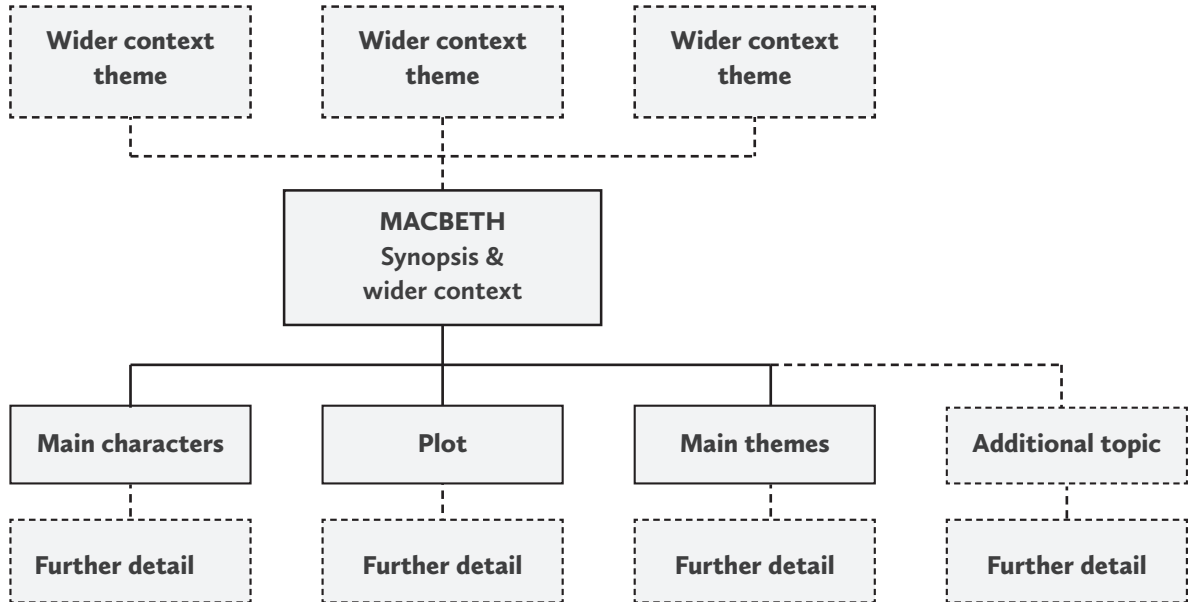 Wider context
theme
Wider context
theme
Wider context
theme
MACBETH
Synopsis &
wider context
Main characters
Plot
Main themes
Additional topic
Further detail
Further detail
Further detail
Further detail